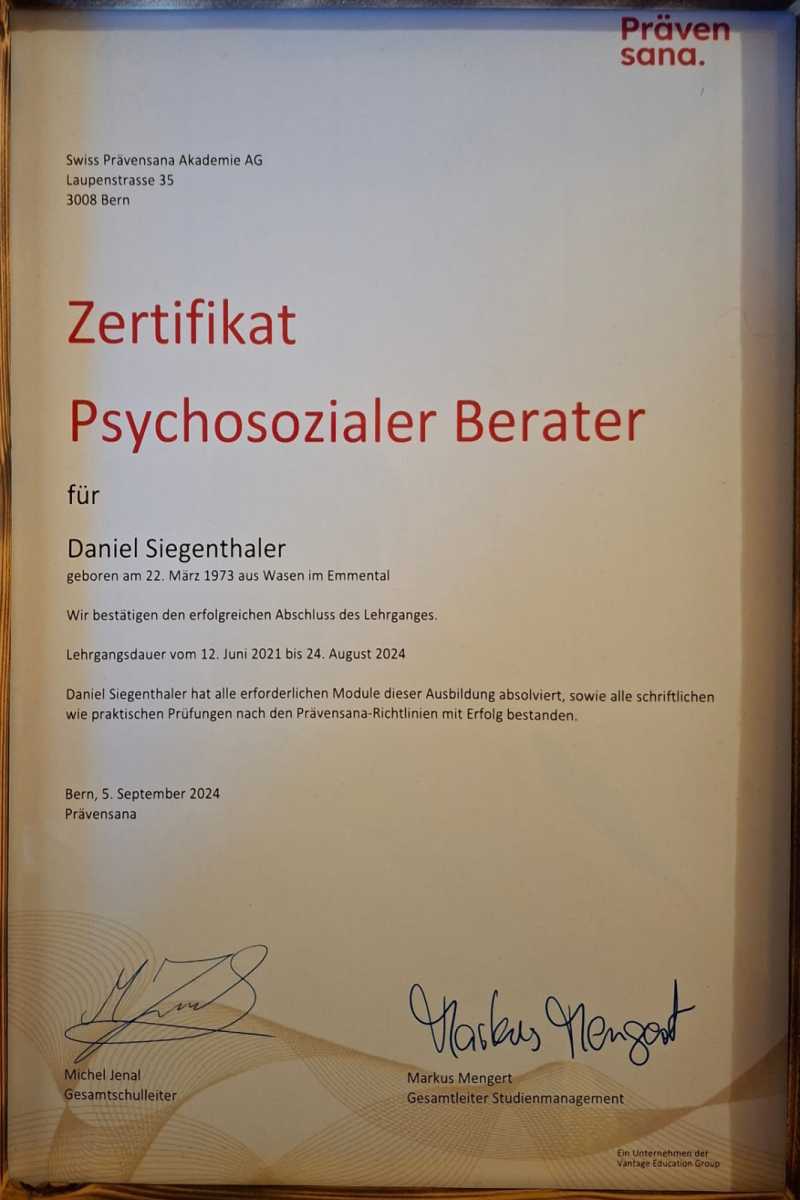 Präven
sana.
Swiss Prävensana Akademie AG
Laupenstrasse 35
3008 Bern
Zertifikat
Psychosozialer Berater
für
Daniel Siegenthaler
geboren am 22. März 1973 aus Wasen im Emmental
Wir bestätigen den erfolgreichen Abschluss des Lehrganges.
Lehrgangsdauer vom 12. Juni 2021 bis 24. August 2024
Daniel Siegenthaler hat alle erforderlichen Module dieser Ausbildung absolviert, sowie alle schriftlichen
wie praktischen Prüfungen nach den Prävensana-Richtlinien mit Erfolg bestanden.
Bern, 5. September 2024
Prävensana
Markus Mengert
Michel Jenal
Gesamtschulleiter
Markus Mengert
Gesamtleiter Studienmanagement
Ein Unternehmen der
Vantage Education Group